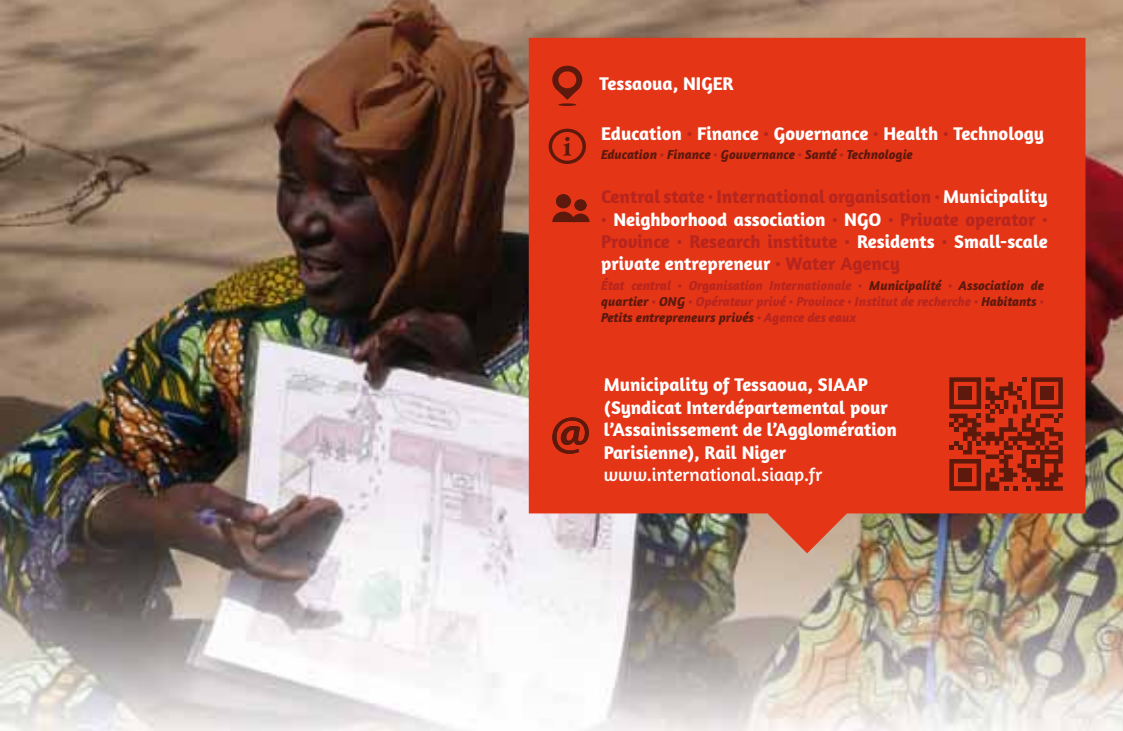 Tessaoua, NIGER
Education · Finance · Governance · Health · Technology
Education · Finance · Gouvernance · Santé · Technologie
Central state · International organisation · Municipality
· Neighborhood association · NGO · Private operator ·
Province · Research institute · Residents · Small-scale
private entrepreneur · Water Agency
État central · Organisation Internationale · Municipalité · Association de
quartier · ONG · Opérateur privé · Province · Institut de recherche · Habitants ·
Petits entrepreneurs privés · Agence des eaux
@
Municipality of Tessaoua, SIAAP
(Syndicat Interdépartemental pour
l'Assainissement de l'Agglomération
Parisienne), Rail Niger
www.international.siaap.fr